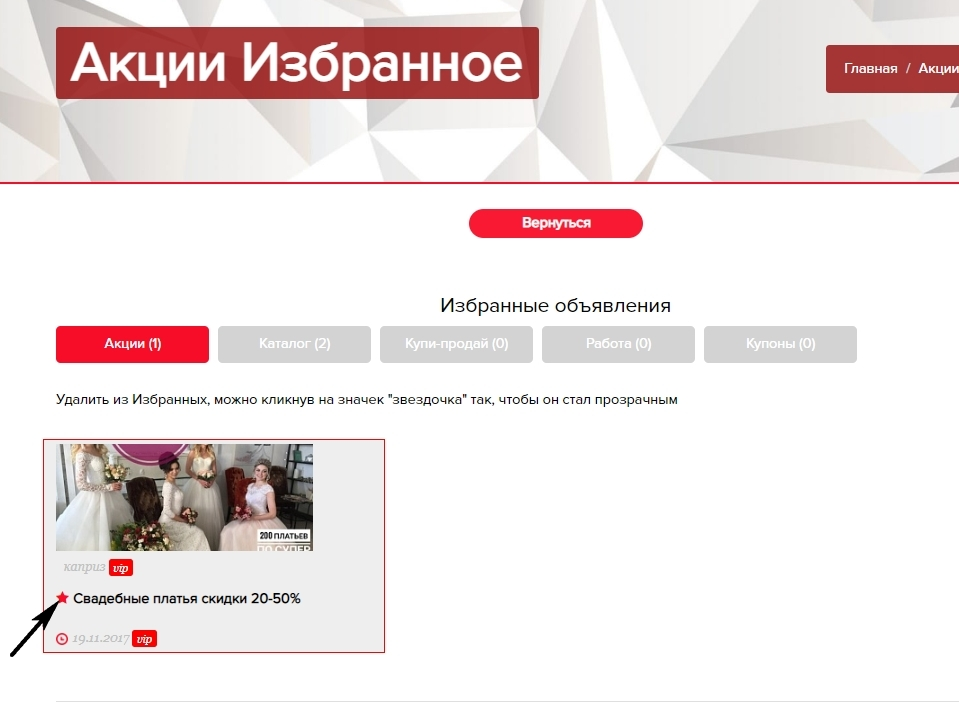 Акции Избранное
Главная / Акции
Вернуться
Избранные объявления
Акции (1)
Каталог (2)
Купи-продай (0)
Работа (0)
Купоны (0)
Удалить из Избранных, можно кликнув на значек "звездочка" так, чтобы он стал прозрачным
200 ПЛАТЬЕВ
ПО СУПЕР
каприз vip
Свадебные платья скидки 20-50%
19.11.2017 vip